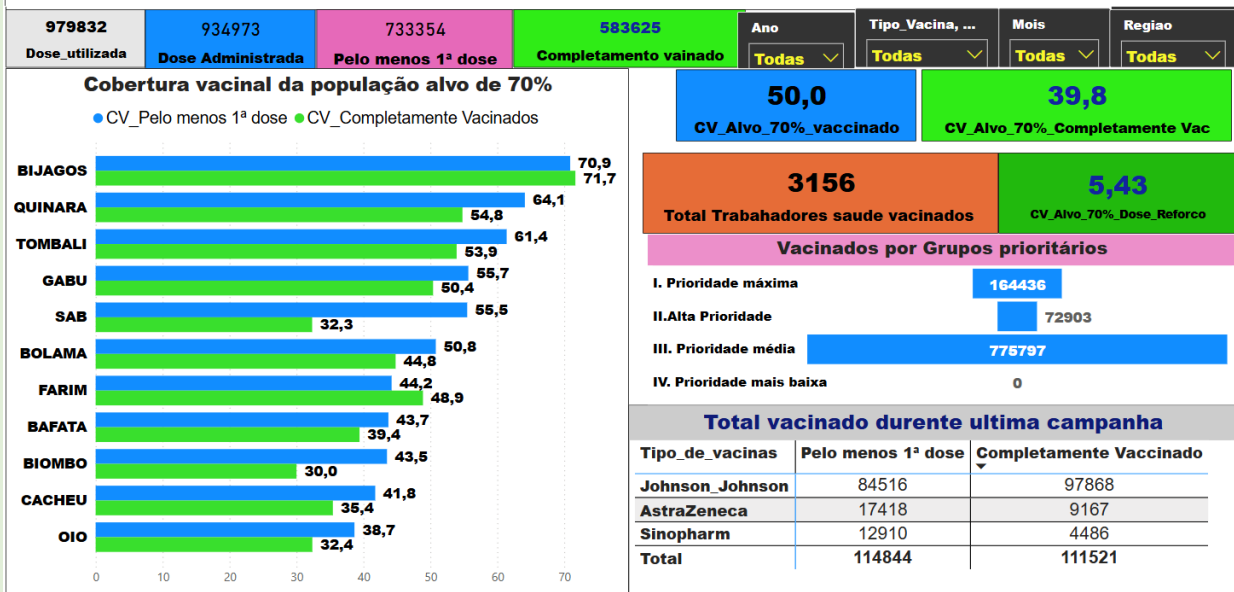 979832
Dose_utilizada
934973
Dose Administrada
733354
Pelo menos 1ª dose
583625
Completamento vainado
Ano
Todas
Tipo_Vacina, ...
Todas
Mois
Todas
Regiao
Todas
Cobertura vacinal da população alvo de 70%
CV_Pelo menos 1ª dose CV_Completamente Vacinados
BIJAGOS 70,9
71,7
QUINARA 64,1
54,8
TOMBALI 61,4
53,9
GABU 55,7
50,4
SAB 55,5
32,3
BOLAMA 50,8
44,8
FARIM 44,2
48,9
BAFATA 43,7
39,4
BIOMBO 43,5
30,0
CACHEU 41,8
35,4
OIO 38,7
32,4
0 10 20 30 40 50 60 70
50,0
CV_Alvo_70%_vaccinado
39,8
CV_Alvo_70%_Completamente Vac
3156
Total Trabahadores saude vacinados
5,43
CV_Alvo_70%_Dose_Reforco
Vacinados por Grupos prioritários
I. Prioridade máxima 164436
II.Alta Prioridade 72903
III. Prioridade média 775797
IV. Prioridade mais baixa 0
Total vacinado durente ultima campanha
Tipo_de_vacinas Pelo menos 1ª dose Completamente Vaccinado
Johnson_Johnson 84516 97868
AstraZeneca 17418 9167
Sinopharm 12910 4486
Total 114844 111521